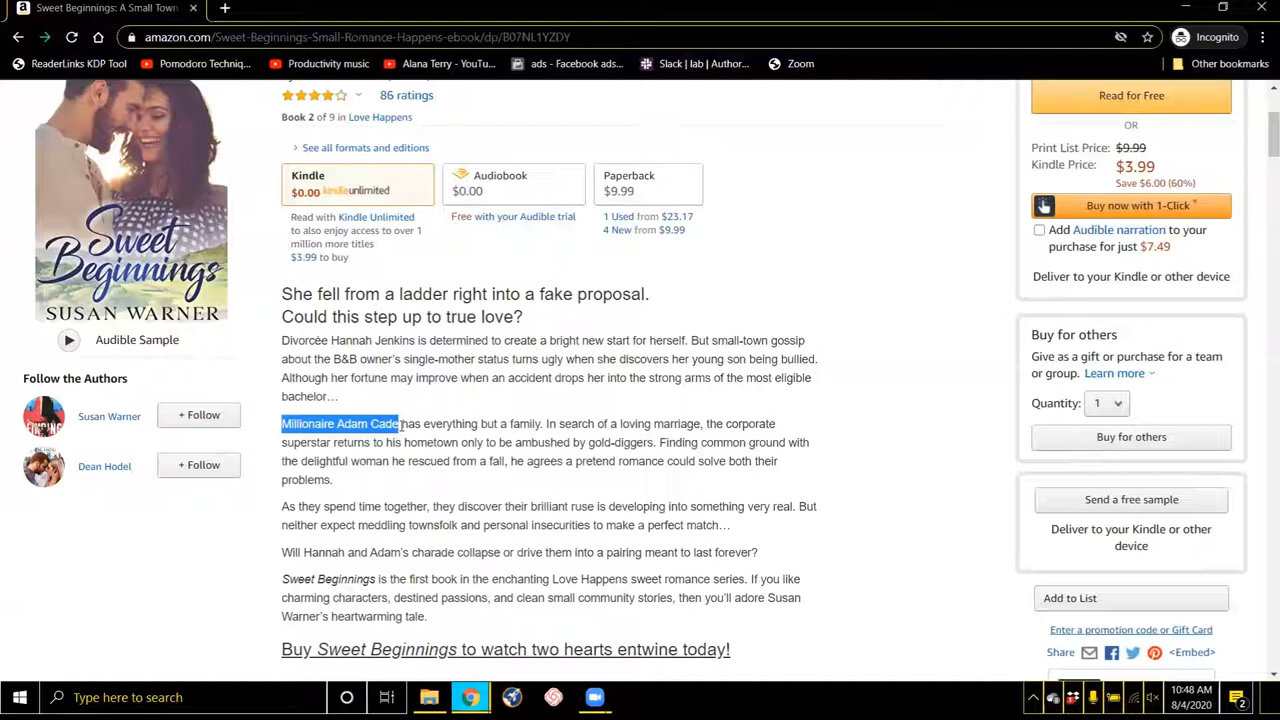 Sweet Beginnings: A Small Town
amazon.com/Sweet-Beginnings-Small-Romance-Happens-ebook/dp/B07NL1YZDY
Incognito
ReaderLinks KDP Tool
Pomodoro Techniq...
Productivity music
Alana Terry - YouTu...
ads - Facebook ads...
Slack | lab | Author...
Zoom
Other bookmarks
86 ratings
Book 2 of 9 in Love Happens
See all formats and editions
Kindle
$0.00 kindleunlimited
Audiobook
$0.00
Paperback
$9.99
Read with Kindle Unlimited
to also enjoy access to over 1
million more titles
$3.99 to buy
Free with your Audible trial
1 Used from $23.17
4 New from $9.99
Sweet
Beginnings
SUSAN WARNER
Audible Sample
Follow the Authors
Susan Warner
+ Follow
Dean Hodel
+ Follow
She fell from a ladder right into a fake proposal.
Could this step up to true love?
Divorcée Hannah Jenkins is determined to create a bright new start for herself. But small-town gossip
about the B&B owner's single-mother status turns ugly when she discovers her young son being bullied.
Although her fortune may improve when an accident drops her into the strong arms of the most eligible
bachelor…
Millionaire Adam Cade has everything but a family. In search of a loving marriage, the corporate
superstar returns to his hometown only to be ambushed by gold-diggers. Finding common ground with
the delightful woman he rescued from a fall, he agrees a pretend romance could solve both their
problems.
As they spend time together, they discover their brilliant ruse is developing into something very real. But
neither expect meddling townsfolk and personal insecurities to make a perfect match…
Will Hannah and Adam's charade collapse or drive them into a pairing meant to last forever?
Sweet Beginnings is the first book in the enchanting Love Happens sweet romance series. If you like
charming characters, destined passions, and clean small community stories, then you'll adore Susan
Warner's heartwarming tale.
Buy Sweet Beginnings to watch two hearts entwine today!
Read for Free
OR
Print List Price: $9.99
Kindle Price: $3.99
Save $6.00 (60%)
Buy now with 1-Click
Add Audible narration to your
purchase for just $7.49
Deliver to your Kindle or other device
Buy for others
Give as a gift or purchase for a team
or group. Learn more
Quantity: 1
Buy for others
Send a free sample
Deliver to your Kindle or other
device
Add to List
Enter a promotion code or Gift Card
Share <Embed>
Type here to search
10:48 AM
8/4/2020
2